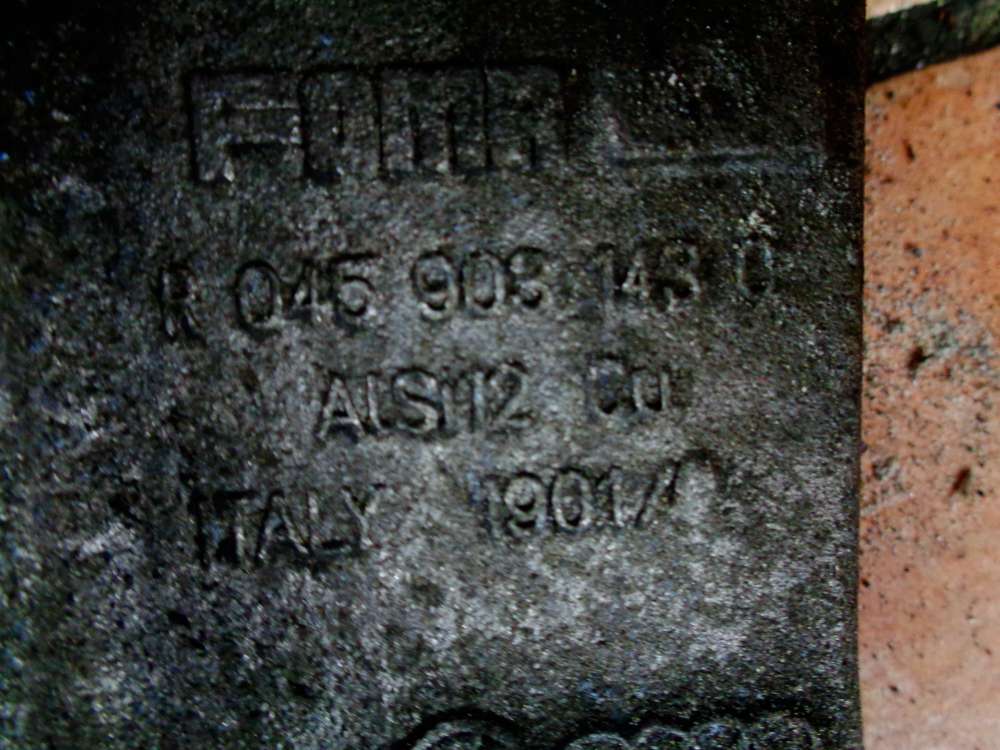 R 045 903 143 D
AlSi12 Cu
ITALY 1901/